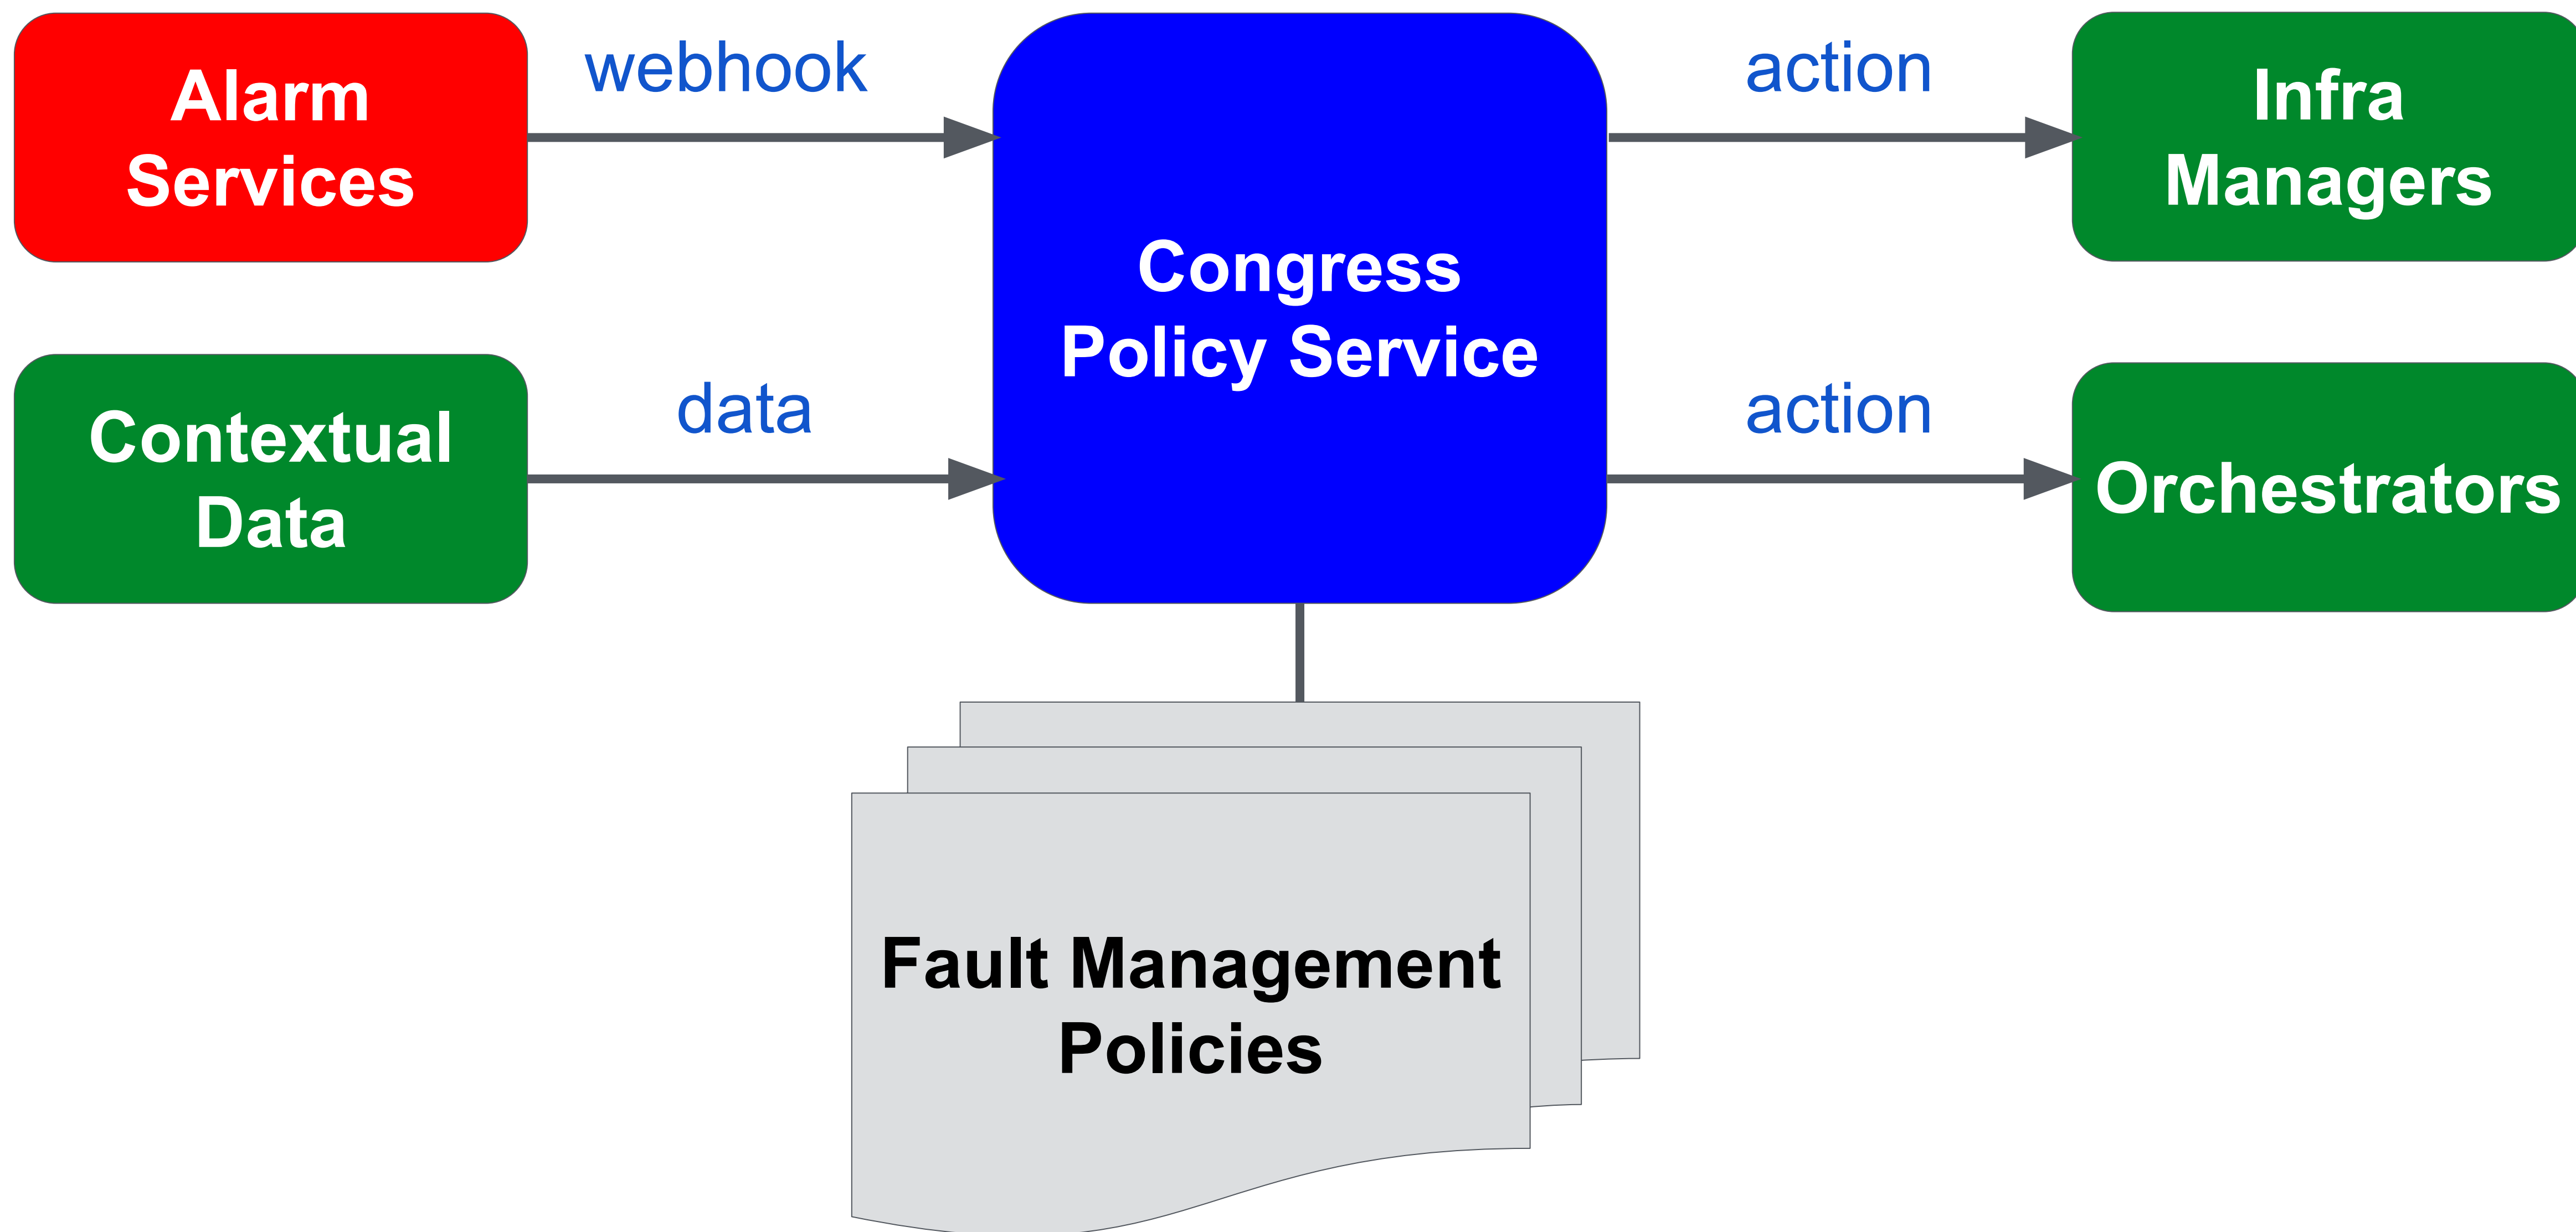 Alarm
Services
webhook
Congress
Policy Service
action
Infra
Managers
Contextual
Data
data
action
Orchestrators
Fault Management
Policies